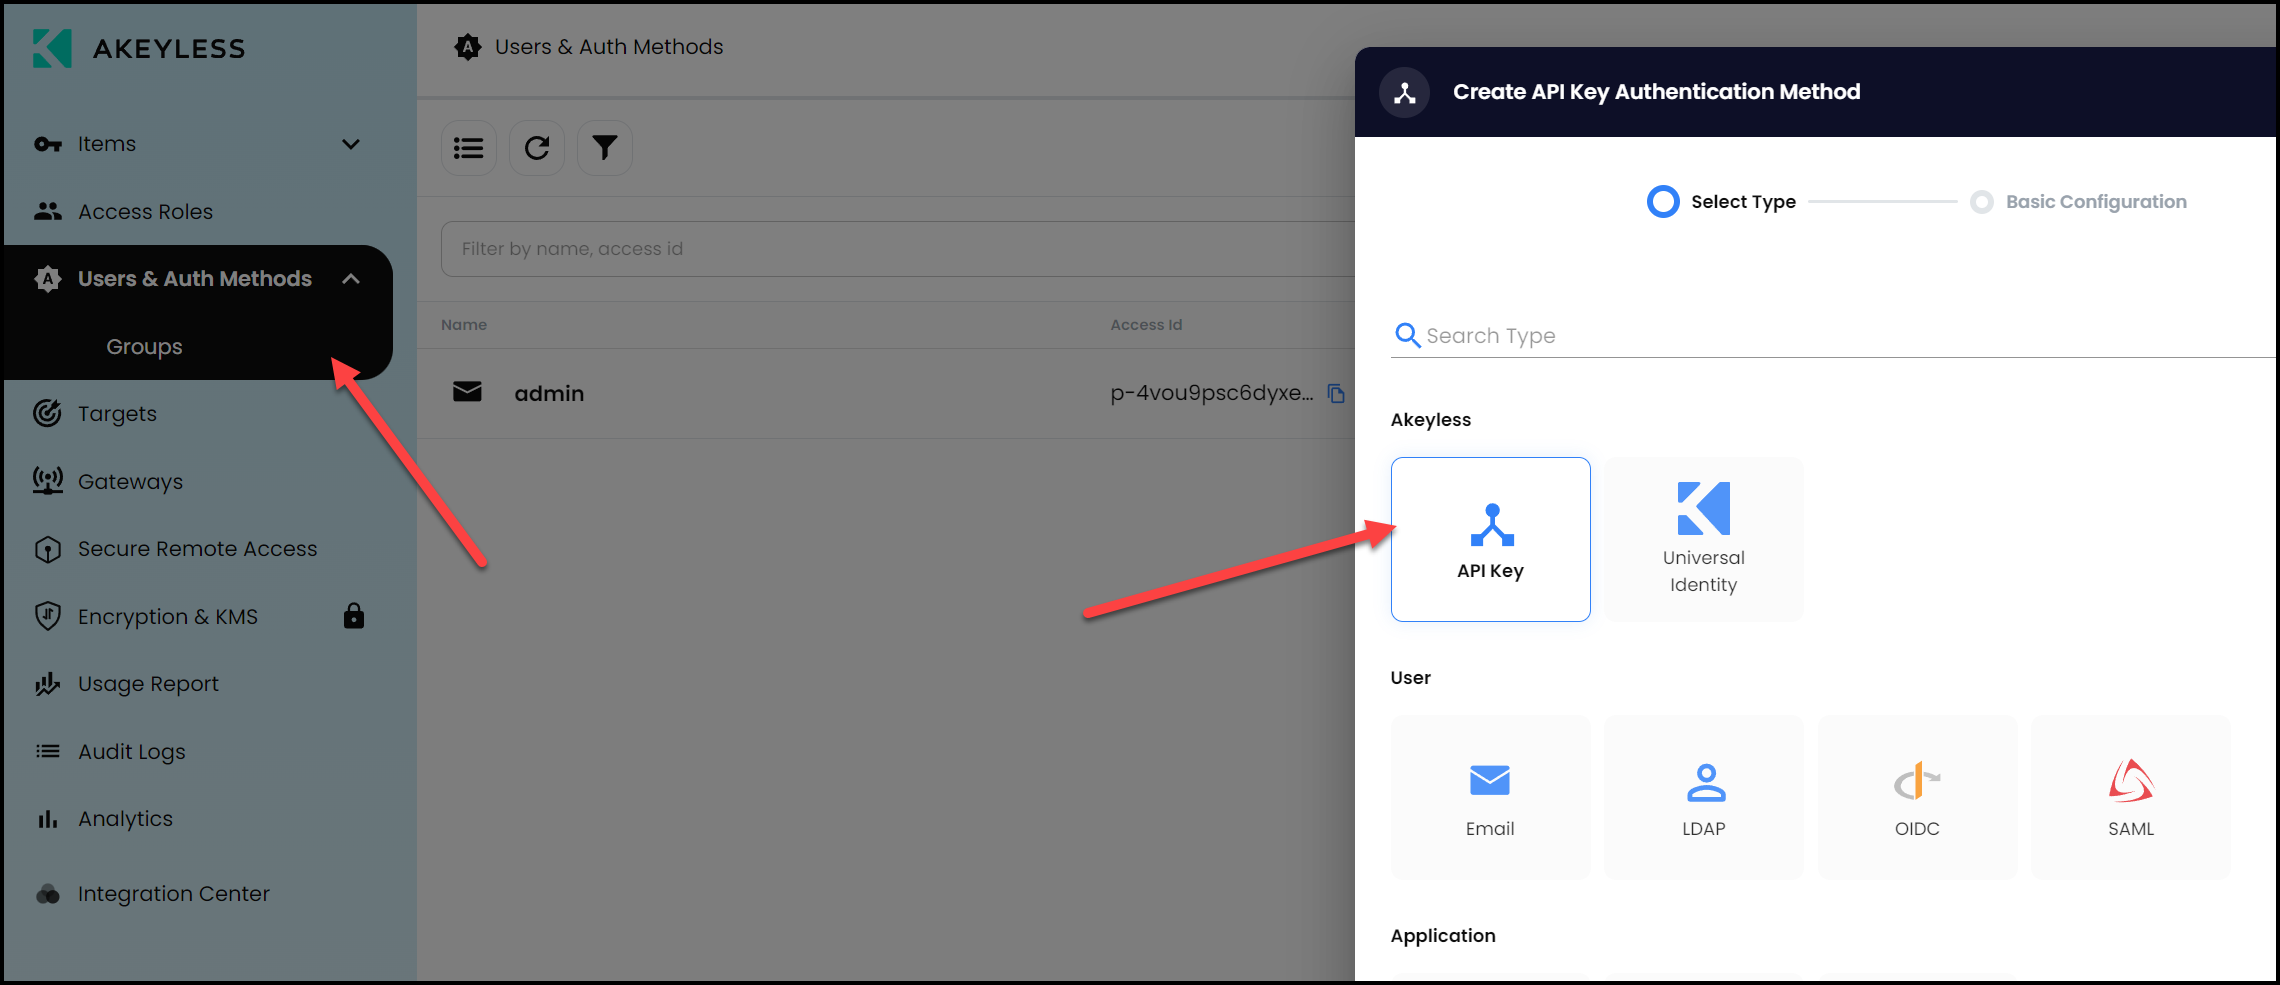 AKEYLESS
Items
Access Roles
Users & Auth Methods
Groups
Targets
Gateways
Secure Remote Access
Encryption & KMS
Usage Report
Audit Logs
Analytics
Integration Center
Users & Auth Methods
Filter by name, access id
Name
Access Id
admin
p-4vou9psc6dyxe...
Create API Key Authentication Method
Select Type
Basic Configuration
Search Type
Akeyless
API Key
Universal
Identity
User
Email
LDAP
OIDC
SAML
Application